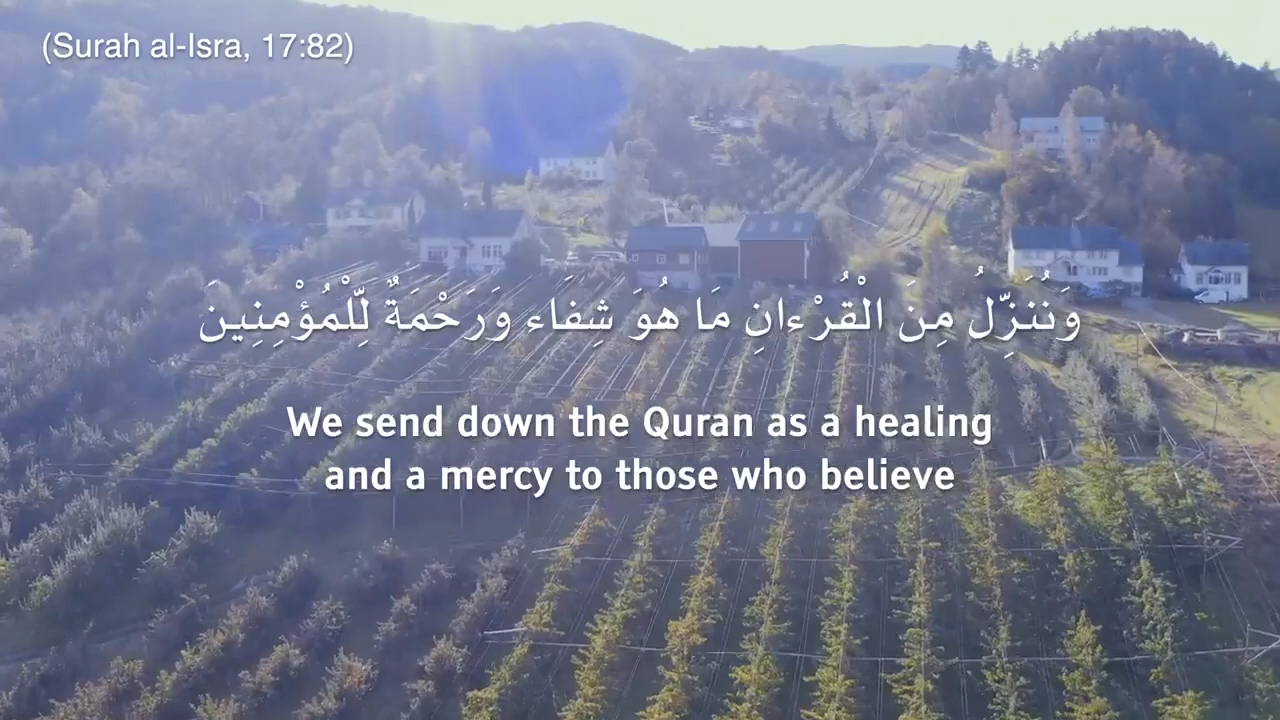 (Surah al-Isra, 17:82)
وَنُنَزِّلُ مِنَ الْقُرْءانِ مَا هُوَ شِفَاء وَرَحْمَةٌ لِّلْمُؤْمِنِينَ
We send down the Quran as a healing
and a mercy to those who believe